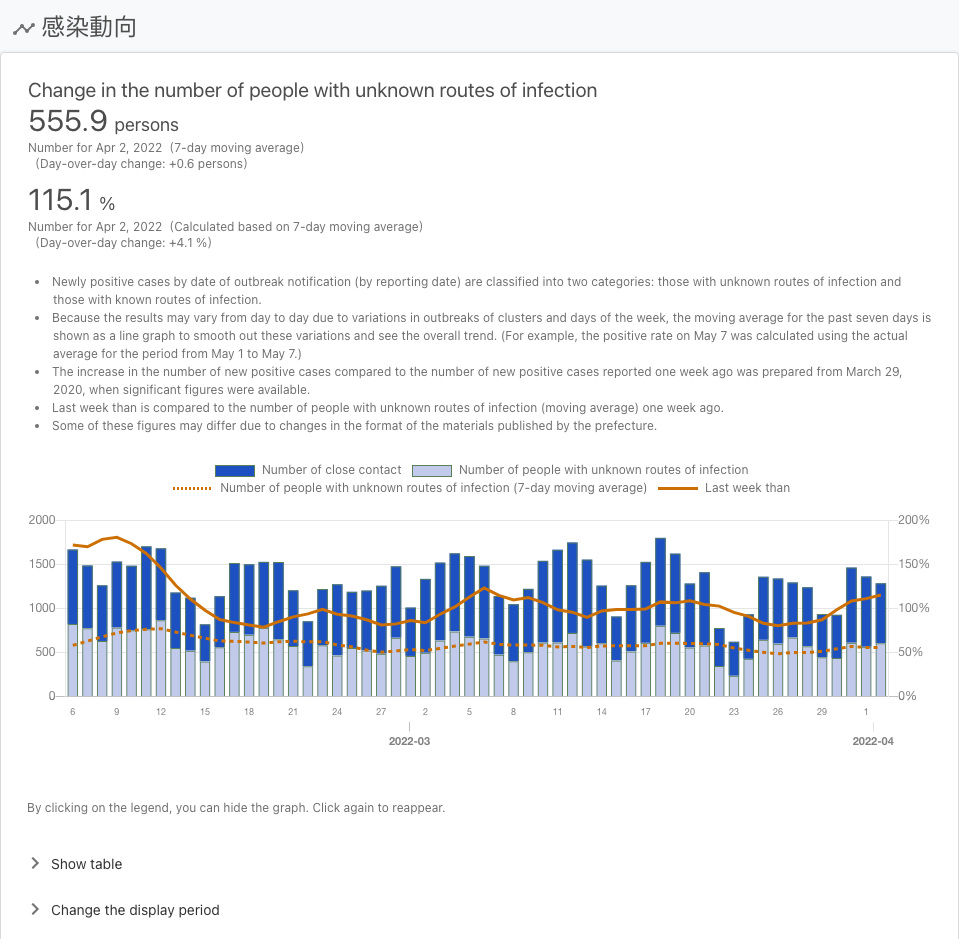 感染動向
Change in the number of people with unknown routes of infection
555.9 persons
Number for Apr 2, 2022 (7-day moving average)
(Day-over-day change: +0.6 persons)
115.1 %
Number for Apr 2, 2022 (Calculated based on 7-day moving average)
(Day-over-day change: +4.1 %)
• Newly positive cases by date of outbreak notification (by reporting date) are classified into two categories: those with unknown routes of infection and
those with known routes of infection.
• Because the results may vary from day to day due to variations in outbreaks of clusters and days of the week, the moving average for the past seven days is
shown as a line graph to smooth out these variations and see the overall trend. (For example, the positive rate on May 7 was calculated using the actual
average for the period from May 1 to May 7.)
• The increase in the number of new positive cases compared to the number of new positive cases reported one week ago was prepared from March 29,
2020, when significant figures were available.
• Last week than is compared to the number of people with unknown routes of infection (moving average) one week ago.
• Some of these figures may differ due to changes in the format of the materials published by the prefecture.
Number of close contact Number of people with unknown routes of infection
Number of people with unknown routes of infection (7-day moving average) Last week than
2000 200%
1500 150%
1000 100%
500 50%
0 0%
6 9 12 15 18 21 24 27 2 5 8 11 14 17 20 23 26 29 1
2022-03 2022-04
By clicking on the legend, you can hide the graph. Click again to reappear.
Show table
Change the display period